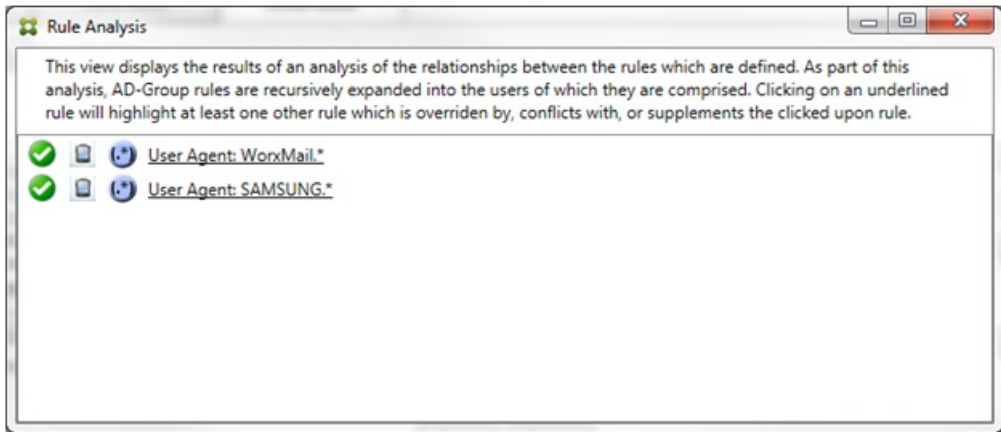 Rule Analysis
This view displays the results of an analysis of the relationships between the rules which are defined. As part of this
analysis, AD-Group rules are recursively expanded into the users of which they are comprised. Clicking on an underlined
rule will highlight at least one other rule which is overriden by, conflicts with, or supplements the clicked upon rule.
(.*) User Agent: WorxMail.*
(.*) User Agent: SAMSUNG.*